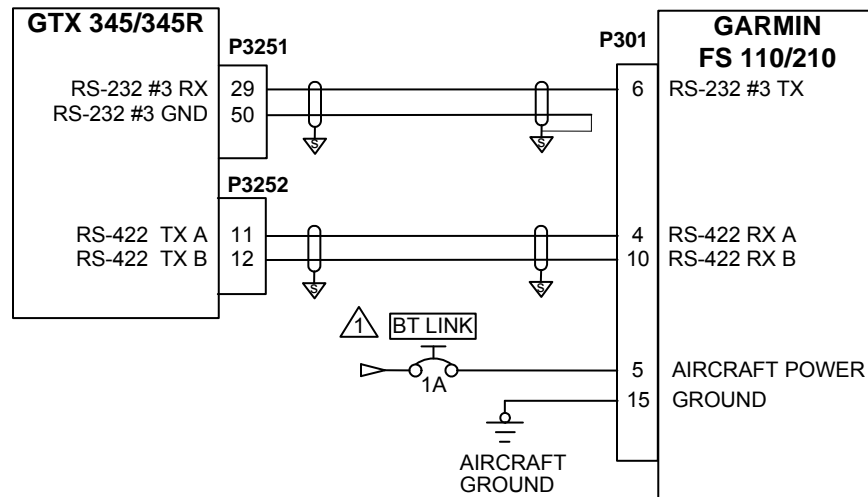 GTX 345/345R
P3251
RS-232 #3 RX 29
RS-232 #3 GND 50
S
S
P3252
RS-422 TX A 11
RS-422 TX B 12
S
S
GARMIN
FS 110/210
P301
6 RS-232 #3 TX
4 RS-422 RX A
10 RS-422 RX B
1 BT LINK
1A
5 AIRCRAFT POWER
15 GROUND
AIRCRAFT
GROUND